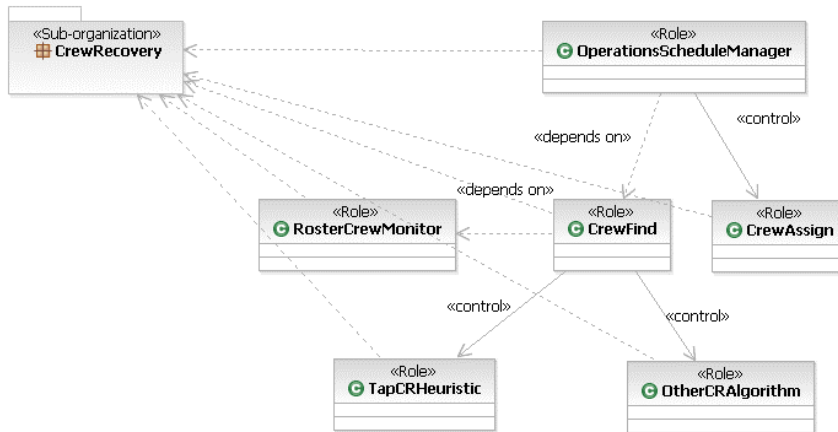 «Sub-organization»
CrewRecovery
«Role»
OperationsScheduleManager
«control»
«depends on»
«depends on»
«Role»
RosterCrewMonitor
«Role»
CrewFind
«Role»
CrewAssign
«control»
«control»
«Role»
TapCRHeuristic
«Role»
OtherCRAlgorithm